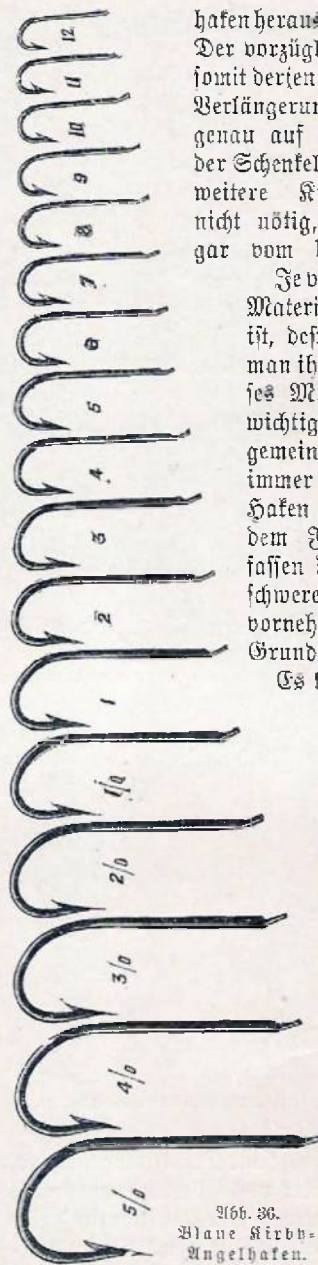 12
11
10
9
8
7
6
5
4
3
2
1
1/0
2/0
3/0
4/0
5/0
haken heraus
Der vorzügl
somit derjen
Verlängerun
genau auf
der Schenkel
weitere K
nicht nötig,
gar vom
Je v
Materi
ist, des
man ih
ses M
wichtig
gemein
immer
Haken
dem
fassen
schwere
vorneh
Grund
Es
Abb. 36.
Blaue Kirby-
Angelhaken.